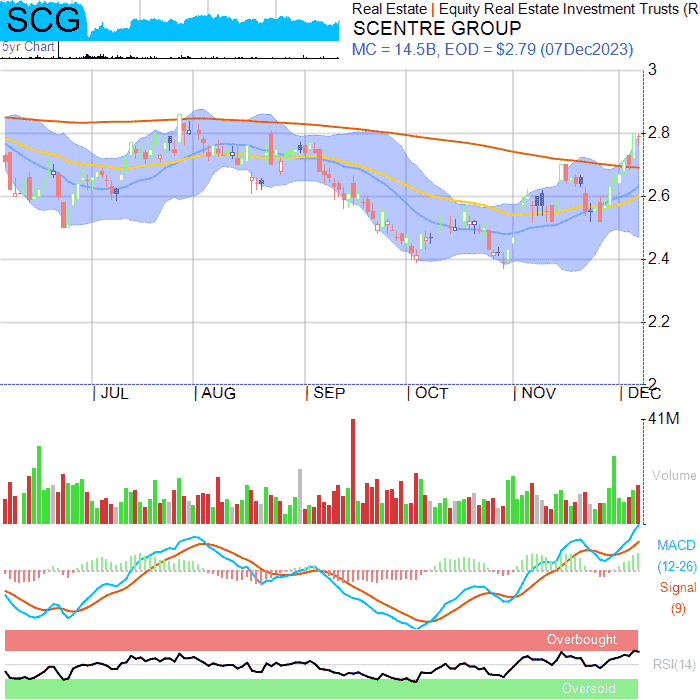 SCG
5yr Chart
Real Estate | Equity Real Estate Investment Trusts (R
SCENTRE GROUP
MC = 14.5B, EOD = $2.79 (07Dec2023)
3
2.8
2.6
2.4
2.2
2
JUL AUG SEP OCT NOV DEC
41M
Volume
MACD
(12-26)
Signal
(9)
Overbought
RSI(14)
Oversold